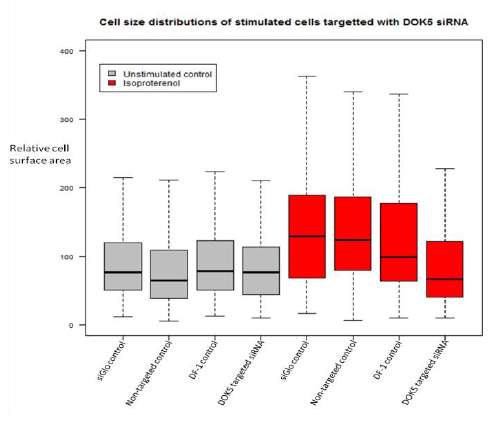 Cell size distributions of stimulated cells targetted with DOK5 siRNA
400
Unstimulated control
Isoproterenol
300
Relative cell
surface area
200
100
0
siGlo control
Non-targeted control
DF-1 control
DOK5 targeted siRNA
siGlo control
Non-targeted control
DF-1 control
DOK5 targeted siRNA